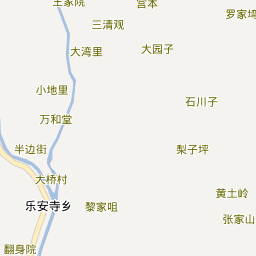 王家院
宫本
罗家塆
三清观
大湾里
大园子
小地里
石川子
万和堂
半边街
梨子坪
大桥村
黄土岭
乐安寺乡
黎家咀
张家山
翻身院